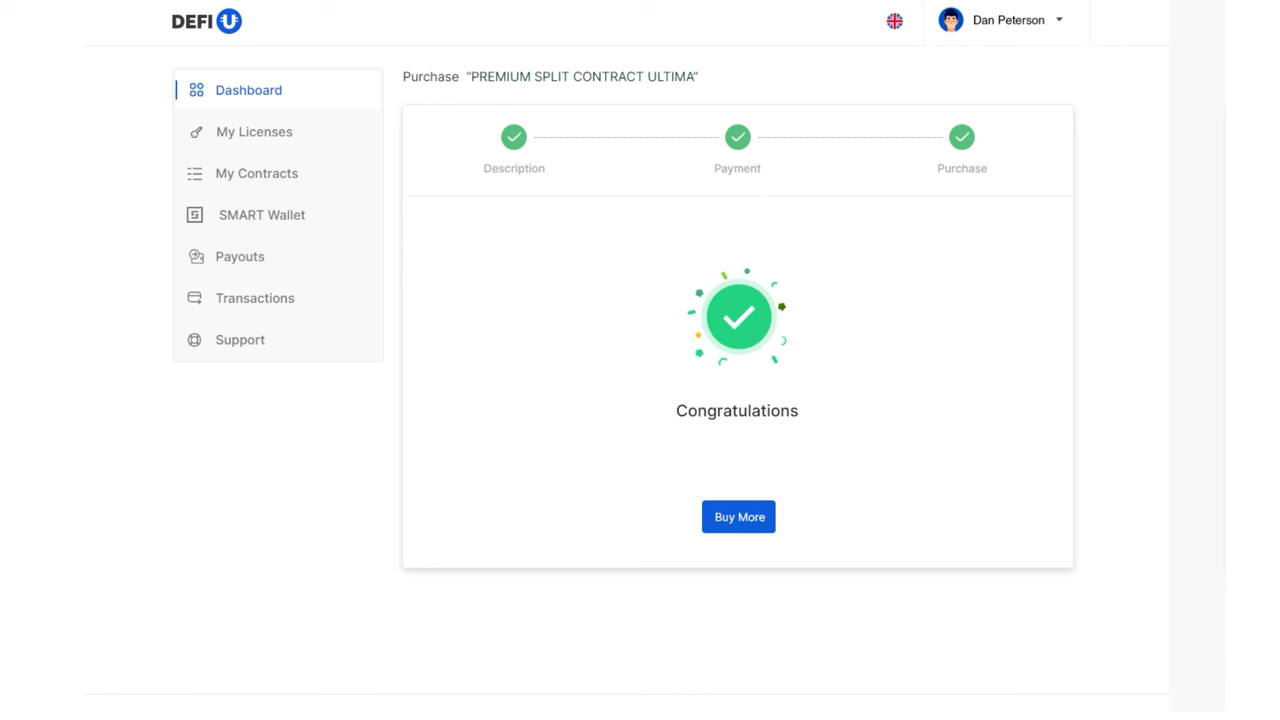 DEFI U
Dan Peterson
Dashboard
My Licenses
My Contracts
SMART Wallet
Payouts
Transactions
Support
Purchase “PREMIUM SPLIT CONTRACT ULTIMA”
Description
Payment
Purchase
Congratulations
Buy More